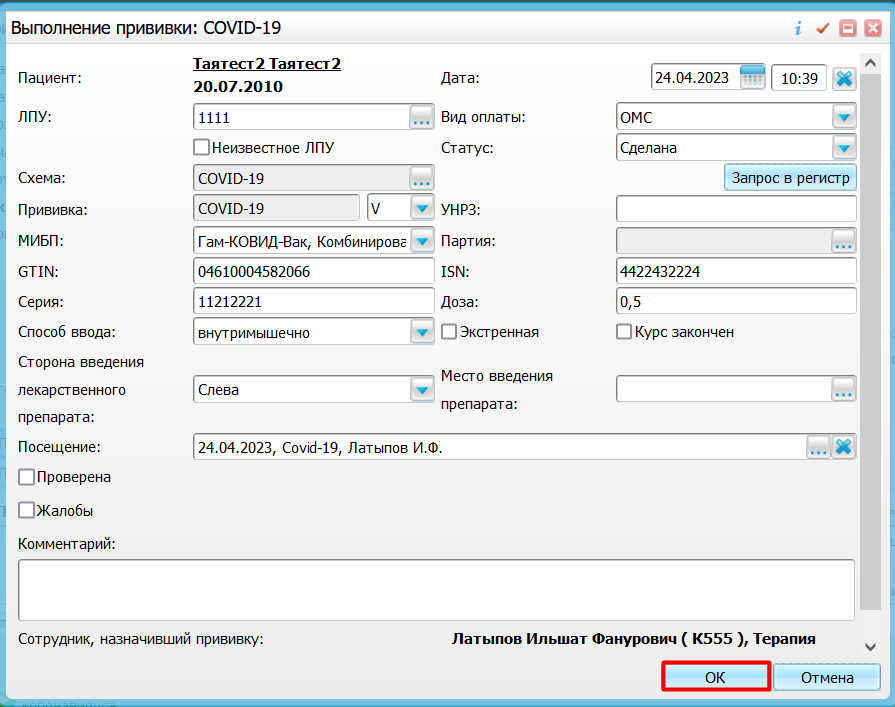 Выполнение прививки: COVID-19
Пациент:
Таятест2 Таятест2
20.07.2010
Дата:
24.04.2023
10:39
ЛПУ:
1111
...
Вид оплаты:
ОМС
Неизвестное ЛПУ
Статус:
Сделана
Схема:
COVID-19
...
Запрос в регистр
Прививка:
COVID-19
V
УНРЗ:
МИБП:
Гам-КОВИД-Вак, Комбинирова
Партия:
...
GTIN:
04610004582066
ISN:
4422432224
Серия:
11212221
Доза:
0,5
Способ ввода:
внутримышечно
Экстренная
Курс закончен
Сторона введения
лекарственного
препарата:
Слева
Место введения
препарата:
...
Посещение:
24.04.2023, Covid-19, Латыпов И.Ф.
...
Проверена
Жалобы
Комментарий:
Сотрудник, назначивший прививку:
Латыпов Ильшат Фанурович ( К555 ), Терапия
ОК
Отмена